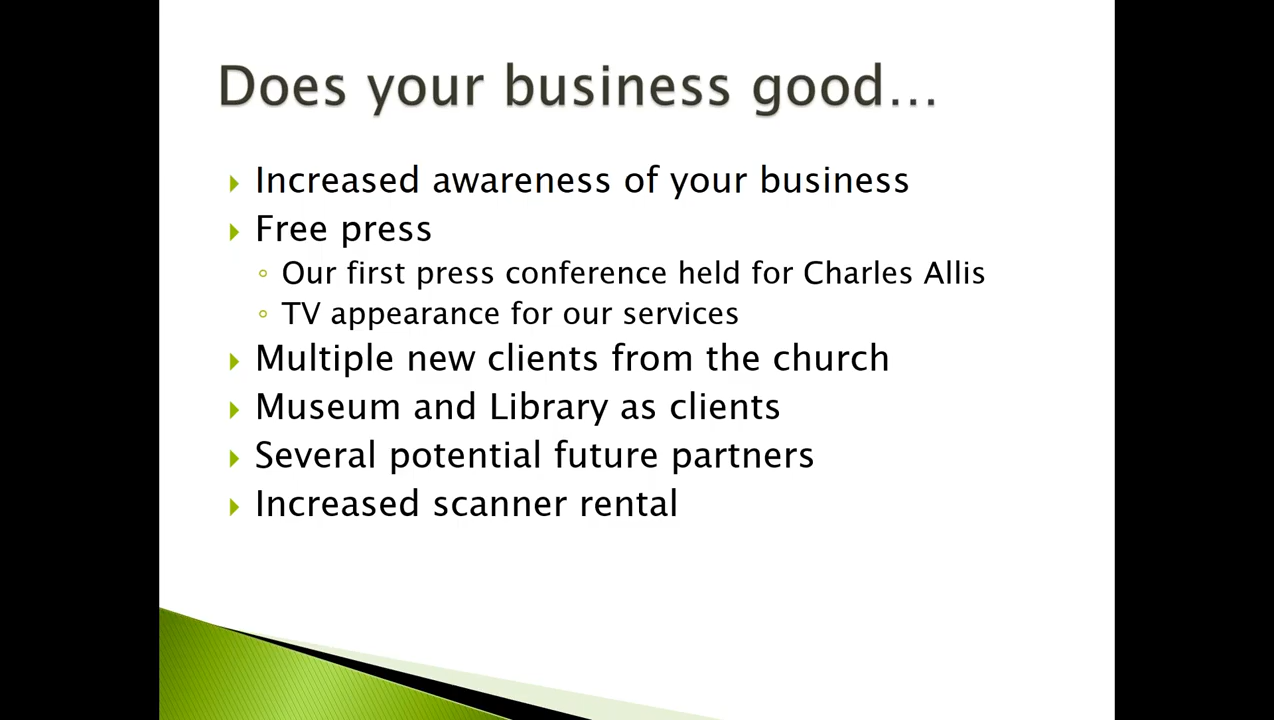 Does your business good...
Increased awareness of your business
Free press
Our first press conference held for Charles Allis
TV appearance for our services
Multiple new clients from the church
Museum and Library as clients
Several potential future partners
Increased scanner rental